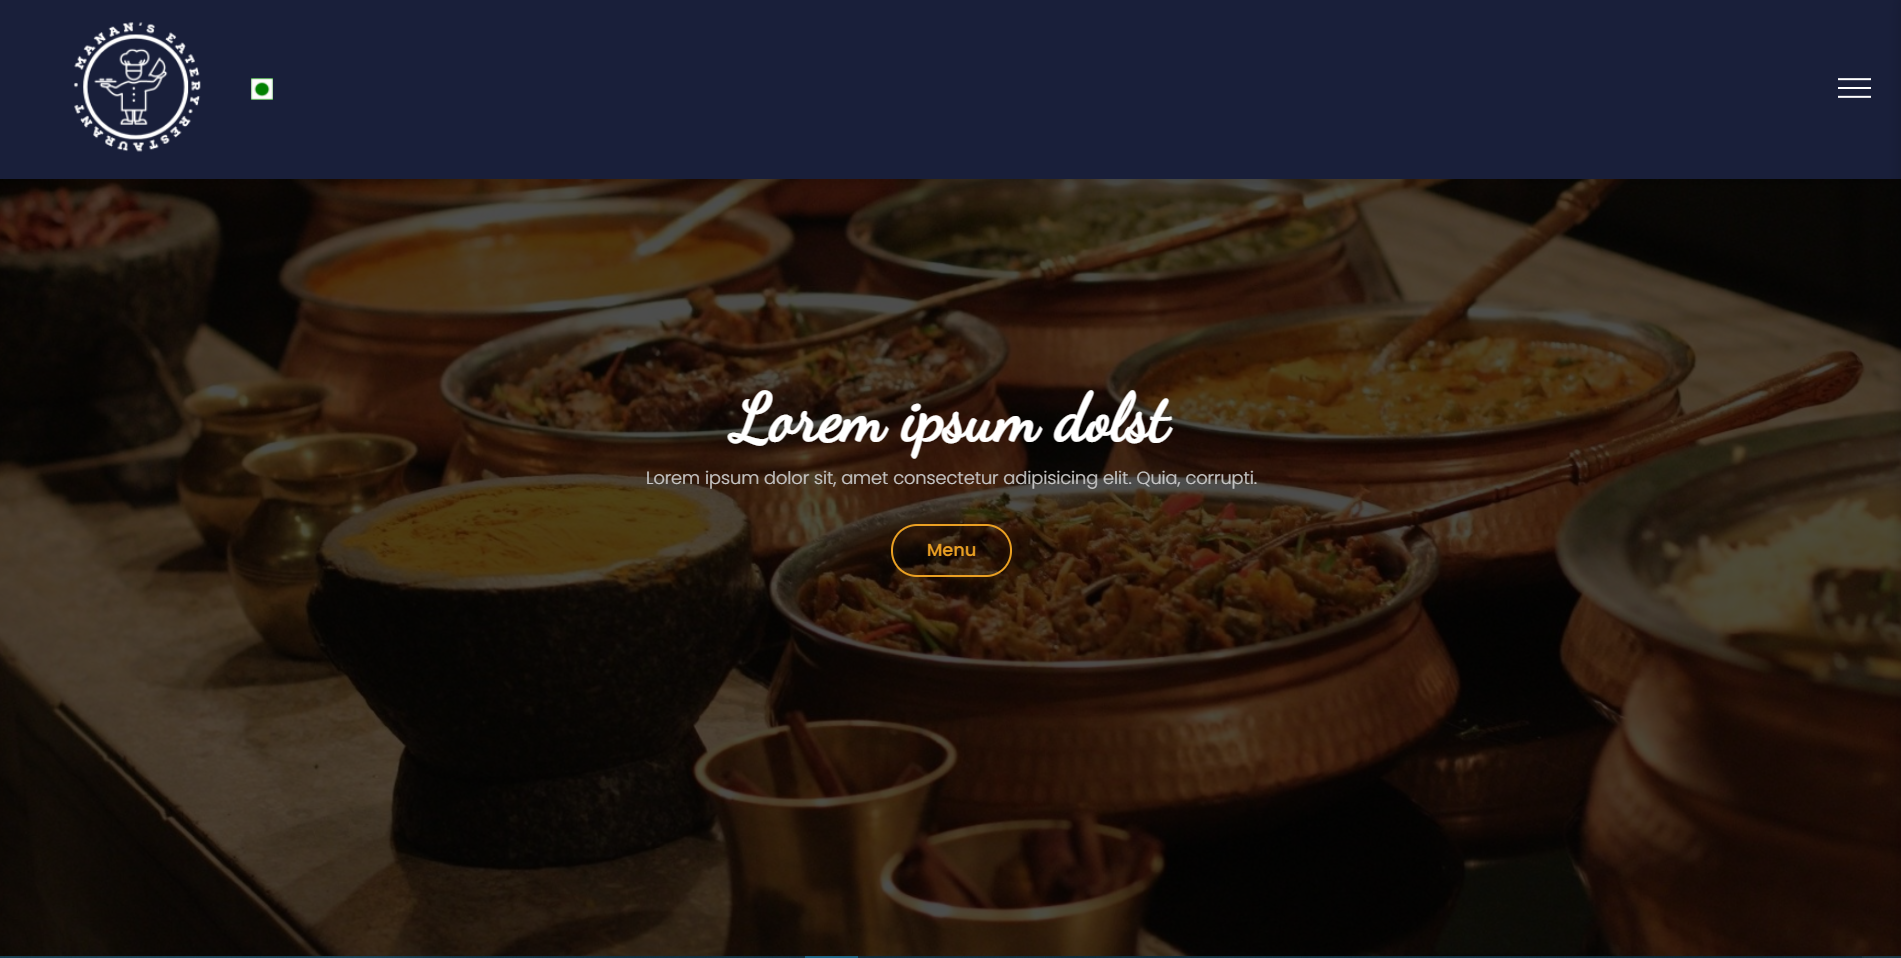 MANAN'S EATERY · RESTAURANT ·
Lorem ipsum dolst
Lorem ipsum dolor sit, amet consectetur adipisicing elit. Quia, corrupti.
Menu